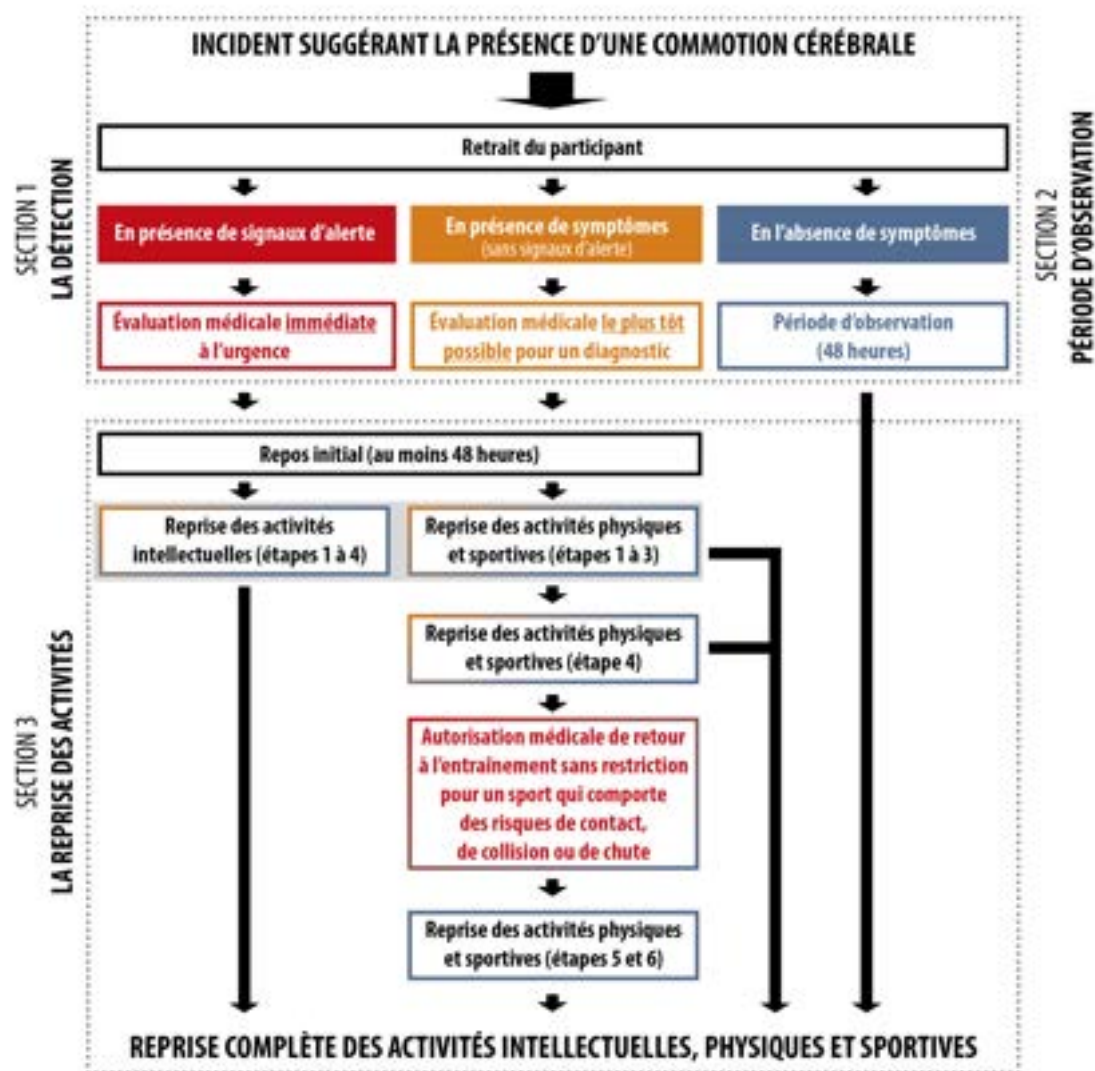 INCIDENT SUGGÉRANT LA PRÉSENCE D'UNE COMMOTION CÉRÉBRALE
Retrait du participant
SECTION 1
LA DÉTECTION
SECTION 2
PÉRIODE D'OBSERVATION
En présence de signaux d'alerte
En présence de symptômes
(sans signaux d'alerte)
En l'absence de symptômes
Évaluation médicale immédiate
à l'urgence
Évaluation médicale le plus tôt
possible pour un diagnostic
Période d'observation
(48 heures)
SECTION 3
LA REPRISE DES ACTIVITÉS
Repos initial (au moins 48 heures)
Reprise des activités
intellectuelles (étapes 1 à 4)
Reprise des activités physiques
et sportives (étapes 1 à 3)
Reprise des activités physiques
et sportives (étape 4)
Autorisation médicale de retour
à l'entraînement sans restriction
pour un sport qui comporte
des risques de contact,
de collision ou de chute
Reprise des activités physiques
et sportives (étapes 5 et 6)
REPRISE COMPLÈTE DES ACTIVITÉS INTELLECTUELLES, PHYSIQUES ET SPORTIVES